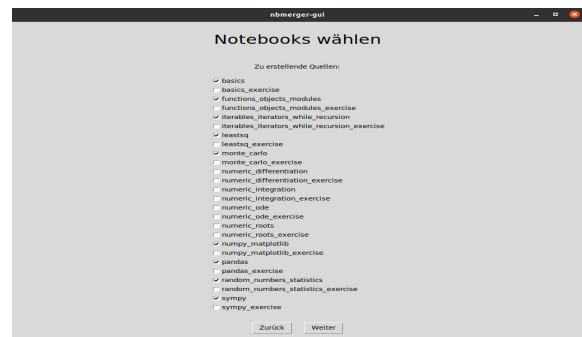 nbmerger-gui
Notebooks wählen
Zu erstellende Quellen:
basics
basics_exercise
functions_objects_modules
functions_objects_modules_exercise
iterables_iterators_while_recursion
iterables_iterators_while_recursion_exercise
leastsq
leastsq_exercise
monte_carlo
monte_carlo_exercise
numeric_differentiation
numeric_differentiation_exercise
numeric_integration
numeric_integration_exercise
numeric_ode
numeric_ode_exercise
numeric_roots
numeric_roots_exercise
numpy_matplotlib
numpy_matplotlib_exercise
pandas
pandas_exercise
random_numbers_statistics
random_numbers_statistics_exercise
sympy
sympy_exercise
Zurück Weiter